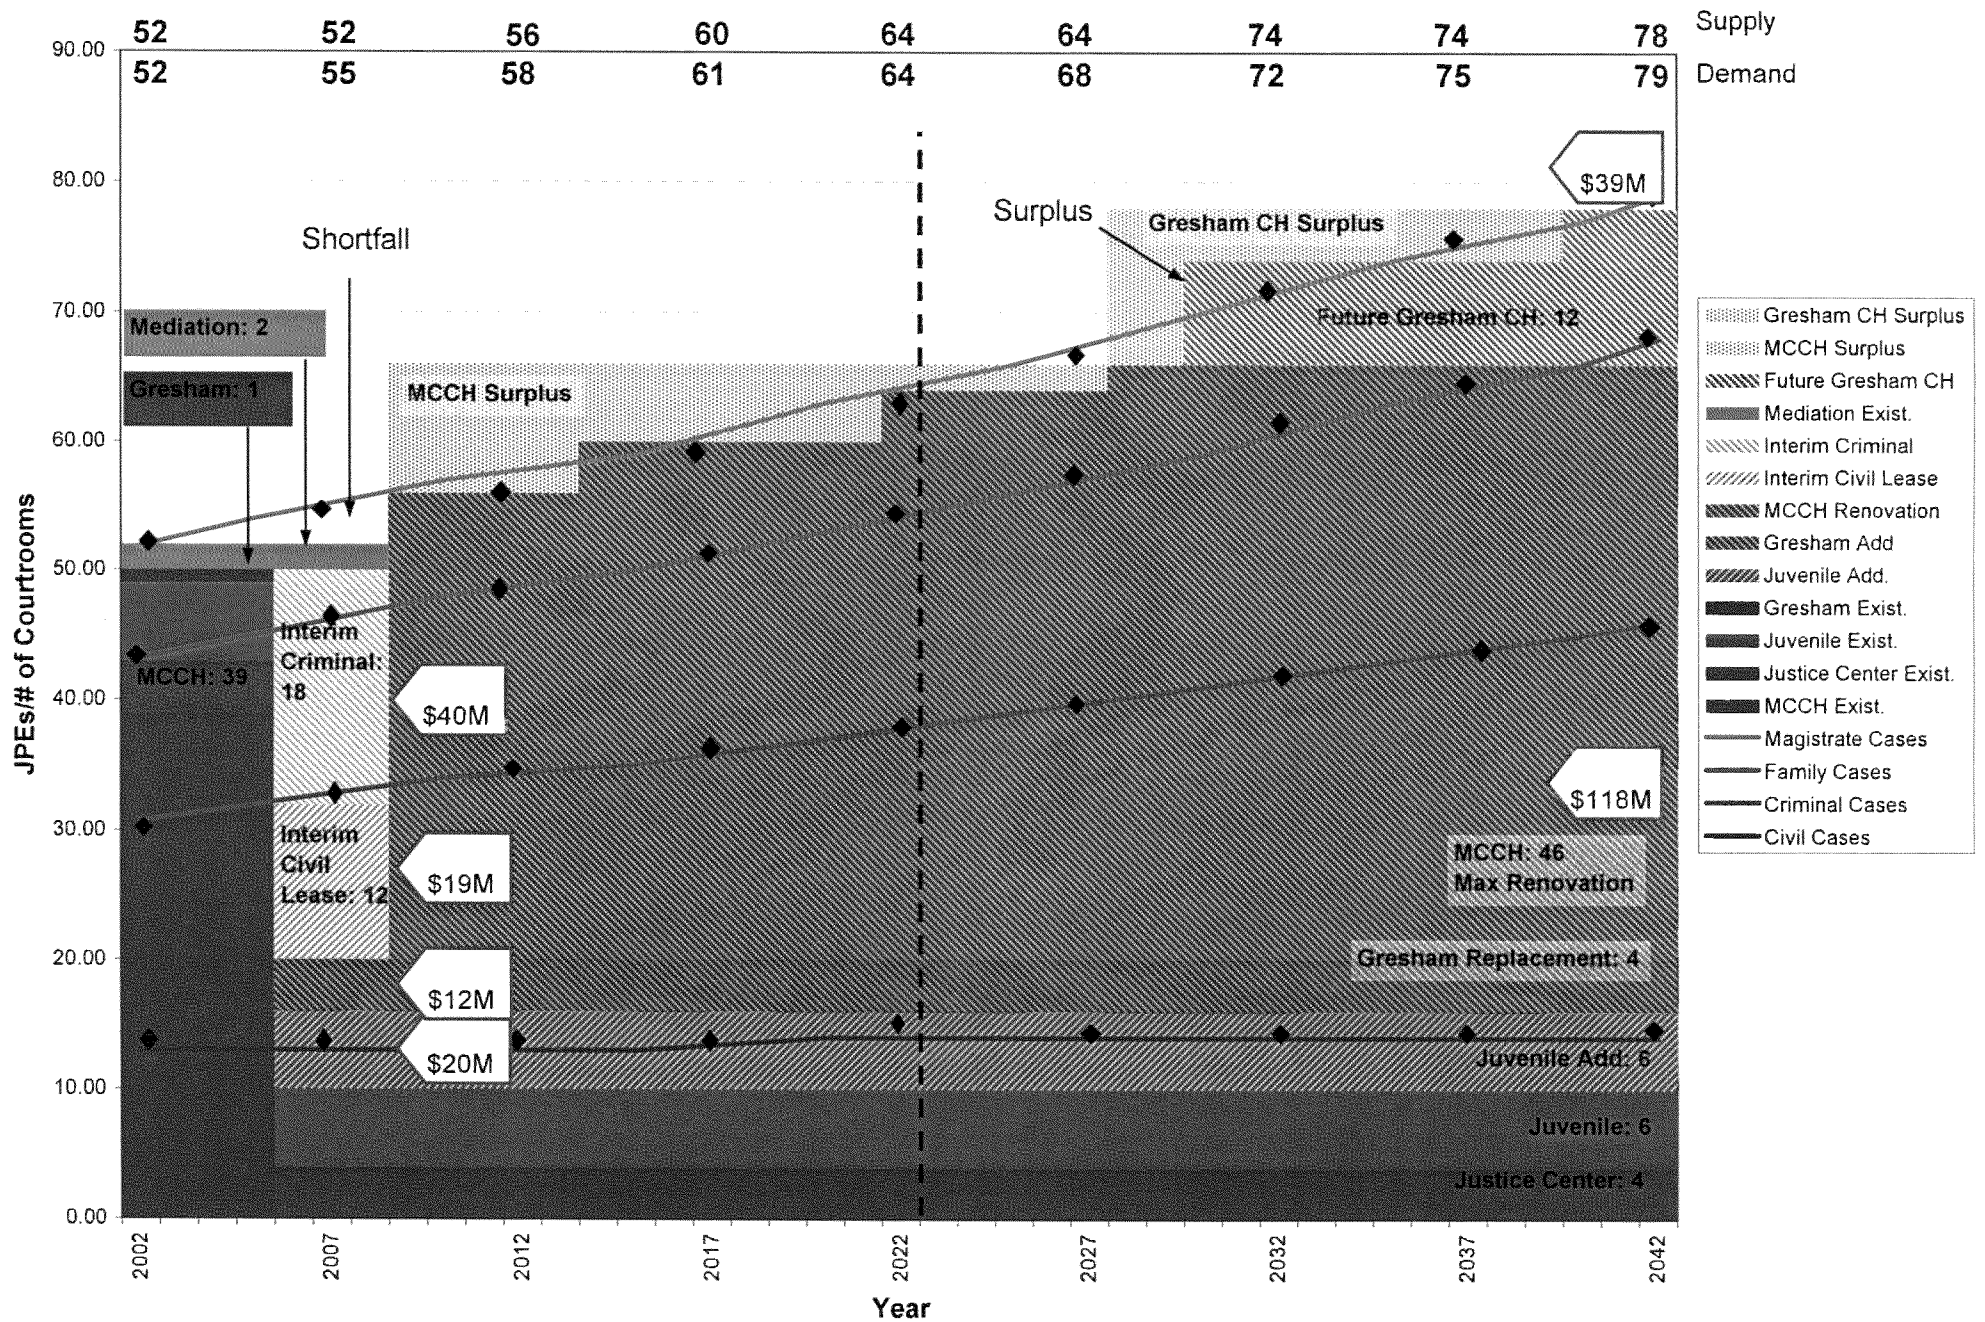 52 52 56 60 64 64 74 74 78 Supply
90.00
52 55 58 61 64 68 72 75 79 Demand
80.00
$39M
Surplus
Gresham CH Surplus
Shortfall
70.00
Mediation: 2
Future Gresham CH: 12
Gresham: 1
MCCH Surplus
60.00
50.00
Interim
Criminal:
18
MCCH: 39
40.00
$40M
$118M
30.00
Interim
Civil
Lease: 12
$19M
MCCH: 46
Max Renovation
20.00
Gresham Replacement: 4
$12M
$20M
Juvenile Add: 6
10.00
Juvenile: 6
Justice Center: 4
0.00
JPEs/# of Courtrooms
2002 2007 2012 2017 2022 2027 2032 2037 2042
Year
Gresham CH Surplus
MCCH Surplus
Future Gresham CH
Mediation Exist.
Interim Criminal
Interim Civil Lease
MCCH Renovation
Gresham Add
Juvenile Add.
Gresham Exist.
Juvenile Exist.
Justice Center Exist.
MCCH Exist.
Magistrate Cases
Family Cases
Criminal Cases
Civil Cases